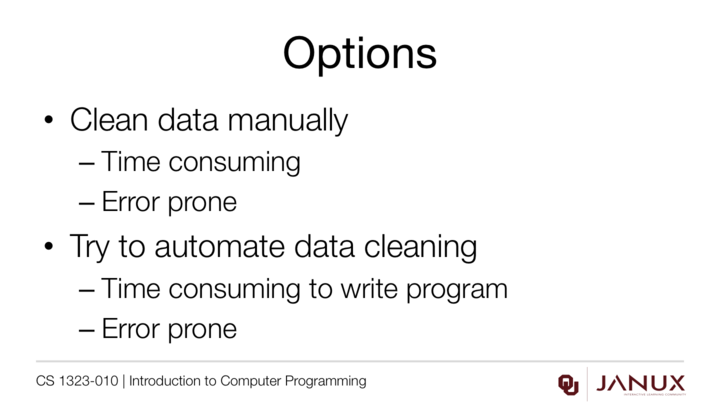 Options
• Clean data manually
– Time consuming
– Error prone
• Try to automate data cleaning
– Time consuming to write program
– Error prone
CS 1323-010 | Introduction to Computer Programming
OU JANUX
INTERACTIVE LEARNING COMMUNITY